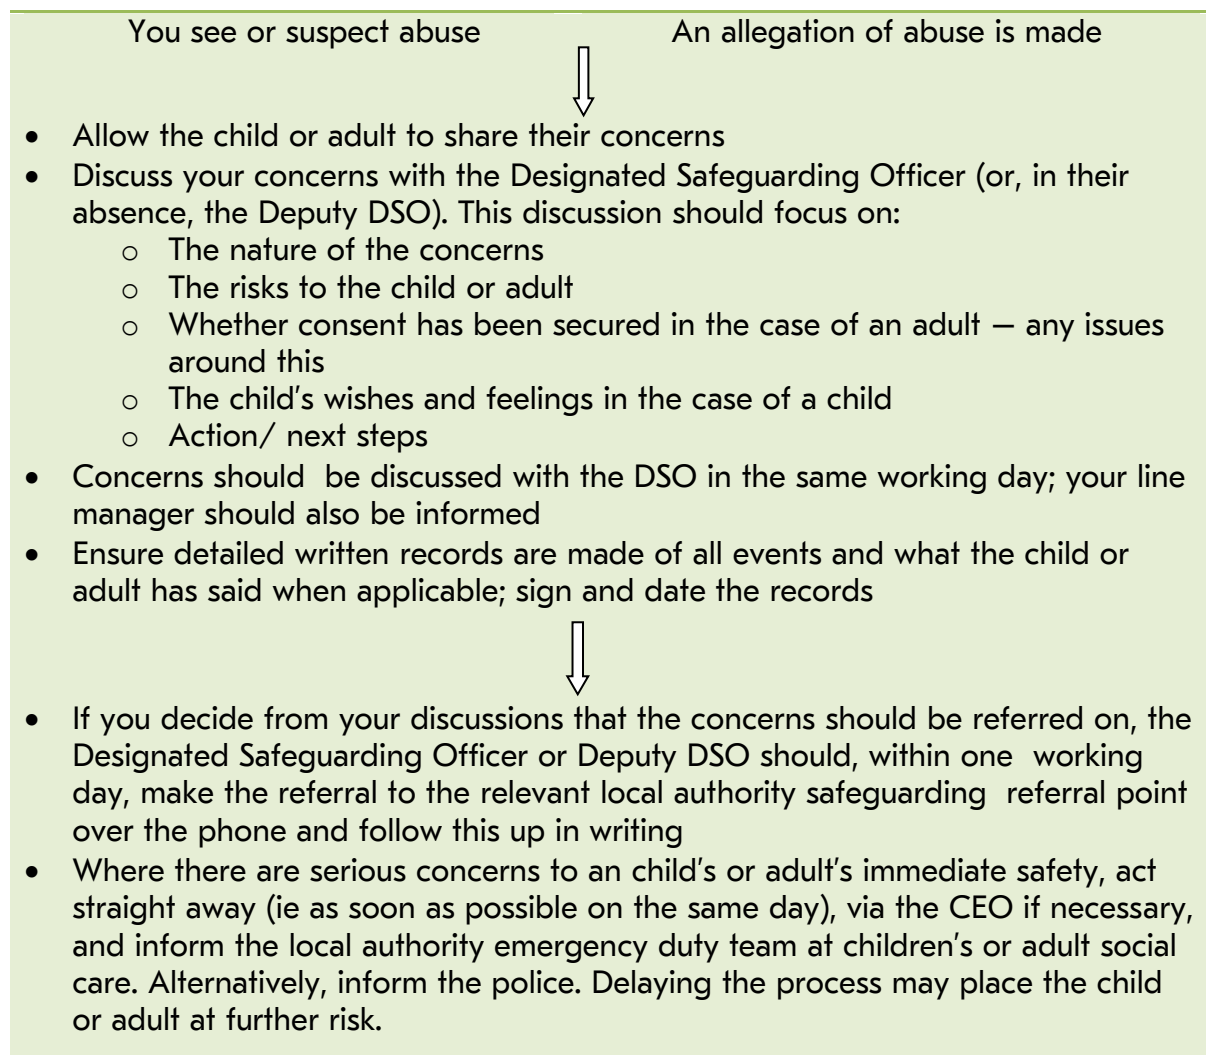 You see or suspect abuse An allegation of abuse is made
• Allow the child or adult to share their concerns
• Discuss your concerns with the Designated Safeguarding Officer (or, in their
absence, the Deputy DSO). This discussion should focus on:
o The nature of the concerns
o The risks to the child or adult
o Whether consent has been secured in the case of an adult – any issues
around this
o The child's wishes and feelings in the case of a child
o Action/ next steps
• Concerns should  be discussed with the DSO in the same working day; your line
manager should also be informed
• Ensure detailed written records are made of all events and what the child or
adult has said when applicable; sign and date the records
• If you decide from your discussions that the concerns should be referred on, the
Designated Safeguarding Officer or Deputy DSO should, within one  working
day, make the referral to the relevant local authority safeguarding  referral point
over the phone and follow this up in writing
• Where there are serious concerns to an child's or adult's immediate safety, act
straight away (ie as soon as possible on the same day), via the CEO if necessary,
and inform the local authority emergency duty team at children's or adult social
care. Alternatively, inform the police. Delaying the process may place the child
or adult at further risk.